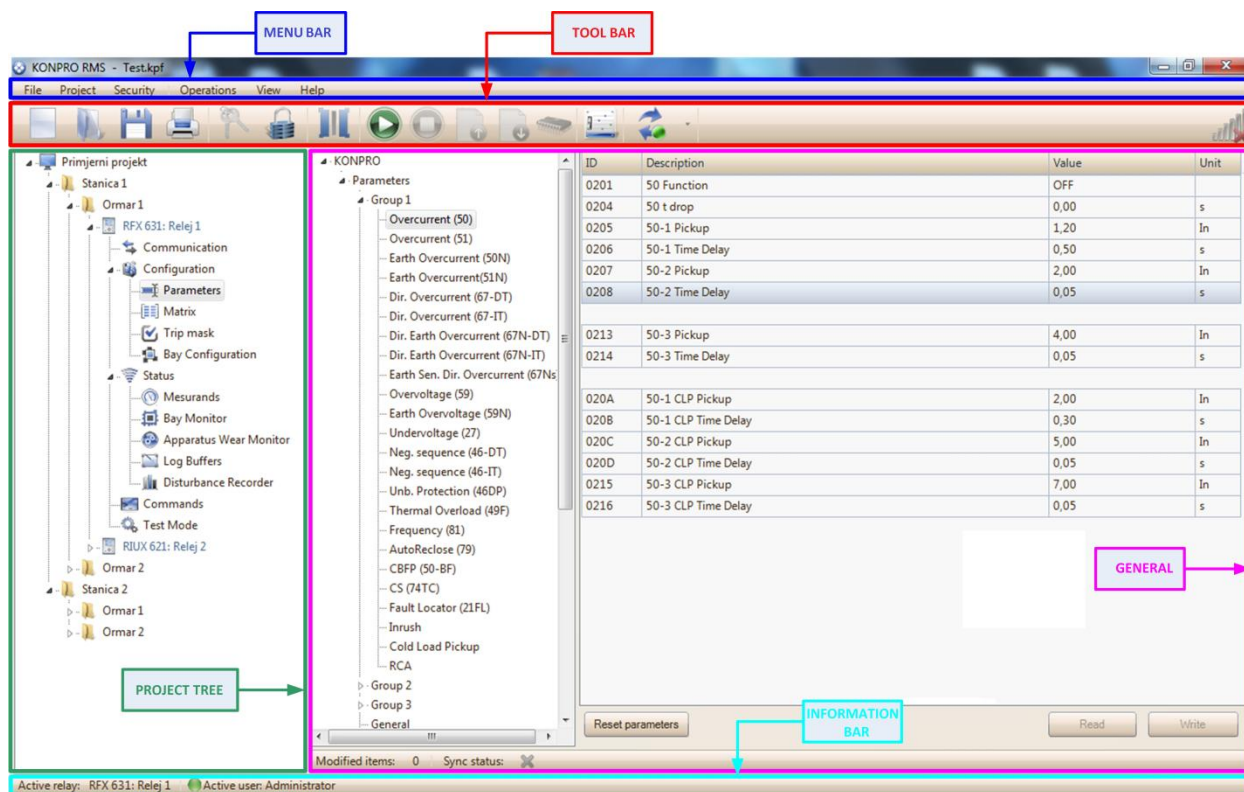 MENU BAR
TOOL BAR
KONPRO RMS - Test.kpf
File Project Security Operations View Help
Primjerni projekt
Stanica 1
Ormar 1
RFX 631: Relej 1
Communication
Configuration
Parameters
Matrix
Trip mask
Bay Configuration
Status
Mesurands
Bay Monitor
Apparatus Wear Monitor
Log Buffers
Disturbance Recorder
Commands
Test Mode
RIUX 621: Relej 2
Ormar 2
Stanica 2
Ormar 1
Ormar 2
PROJECT TREE
KONPRO
Parameters
Group 1
Overcurrent (50)
Overcurrent (51)
Earth Overcurrent (50N)
Earth Overcurrent(51N)
Dir. Overcurrent (67-DT)
Dir. Overcurrent (67-IT)
Dir. Earth Overcurrent (67N-DT)
Dir. Earth Overcurrent (67N-IT)
Earth Sen. Dir. Overcurrent (67Ns
Overvoltage (59)
Earth Overvoltage (59N)
Undervoltage (27)
Neg. sequence (46-DT)
Neg. sequence (46-IT)
Unb. Protection (46DP)
Thermal Overload (49F)
Frequency (81)
AutoReclose (79)
CBFP (50-BF)
CS (74TC)
Fault Locator (21FL)
Inrush
Cold Load Pickup
RCA
Group 2
Group 3
General
ID Description Value Unit
0201 50 Function OFF
0204 50 t drop 0,00 s
0205 50-1 Pickup 1,20 In
0206 50-1 Time Delay 0,50 s
0207 50-2 Pickup 2,00 In
0208 50-2 Time Delay 0,05 s
0213 50-3 Pickup 4,00 In
0214 50-3 Time Delay 0,05 s
020A 50-1 CLP Pickup 2,00 In
020B 50-1 CLP Time Delay 0,30 s
020C 50-2 CLP Pickup 5,00 In
020D 50-2 CLP Time Delay 0,05 s
0215 50-3 CLP Pickup 7,00 In
0216 50-3 CLP Time Delay 0,05 s
GENERAL
INFORMATION
BAR
Reset parameters Read Write
Modified items: 0 Sync status:
Active relay: RFX 631: Relej 1 Active user: Administrator